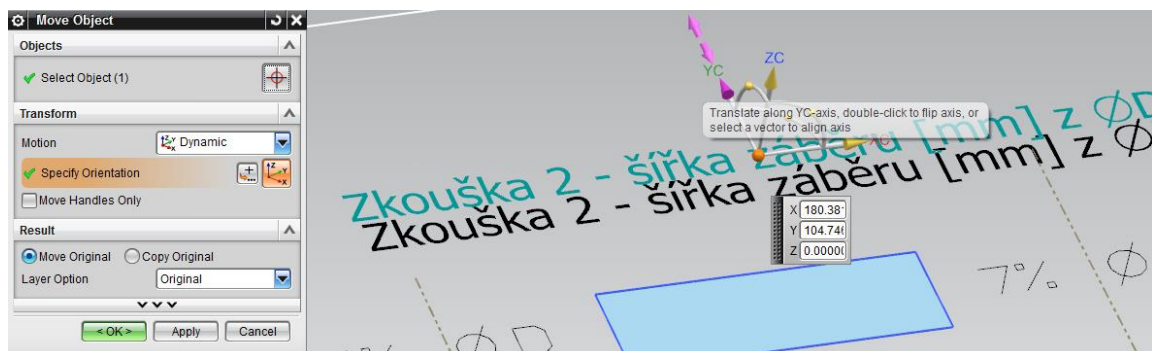 Move Object
Objects
Select Object (1)
Transform
Motion
Dynamic
Specify Orientation
Move Handles Only
Result
Move Original
Copy Original
Layer Option
Original
< OK >
Apply
Cancel
YC
ZC
XC
Translate along YC-axis, double-click to flip axis, or
select a vector to align axis
Zkouška 2 - šířka záběru [mm] z ØD
Zkouška 2 - šířka záběru [mm] z Ø
X 180.38
Y 104.74
Z 0.0000
7% Ø
% ØD